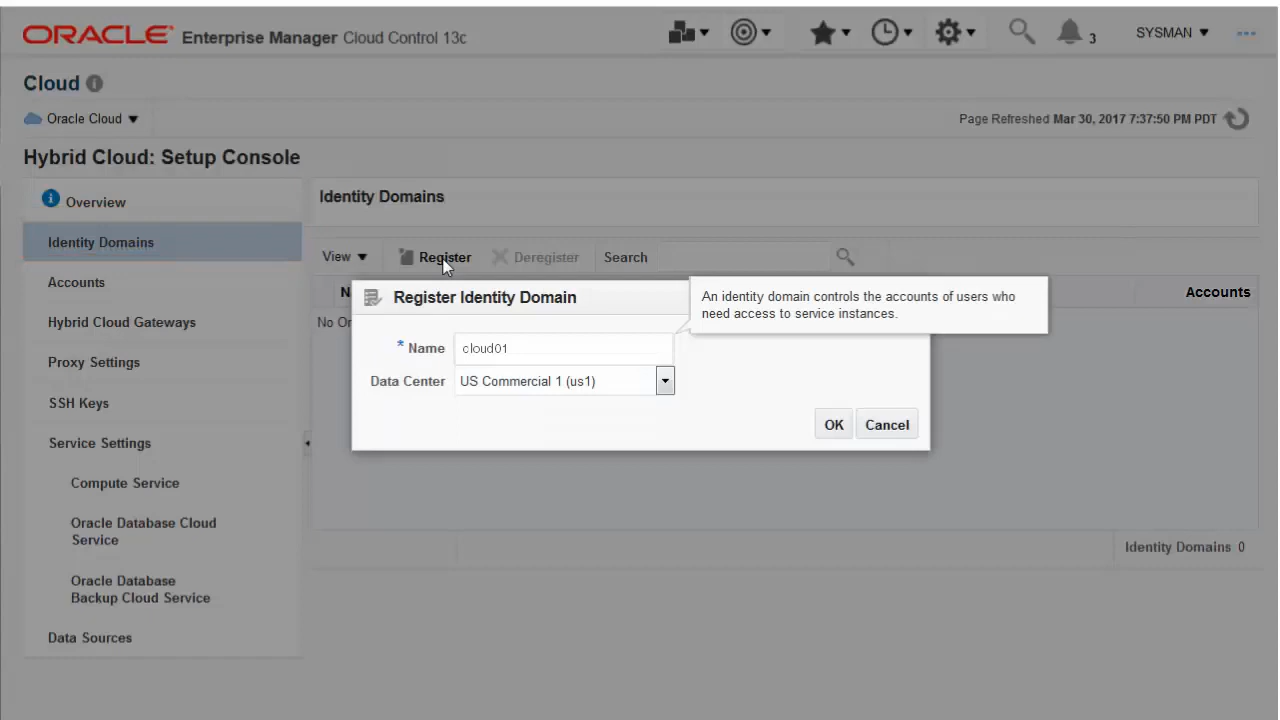 ORACLE Enterprise Manager Cloud Control 13c
3
SYSMAN
Cloud
Oracle Cloud
Page Refreshed Mar 30, 2017 7:37:50 PM PDT
Hybrid Cloud: Setup Console
Overview
Identity Domains
Accounts
Hybrid Cloud Gateways
Proxy Settings
SSH Keys
Service Settings
Compute Service
Oracle Database Cloud
Service
Oracle Database
Backup Cloud Service
Data Sources
Identity Domains
View Register Deregister Search
N Accounts
No Or
Register Identity Domain
An identity domain controls the accounts of users who
need access to service instances.
* Name cloud01
Data Center US Commercial 1 (us1)
OK Cancel
Identity Domains 0